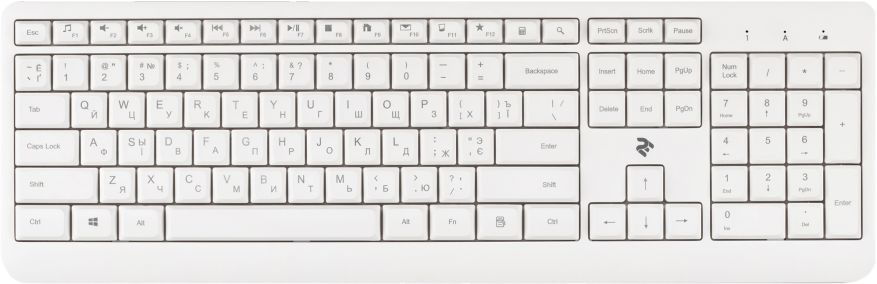 Esc F1 F2 F3 F4 F5 F6 F7 F8 F9 F10 F11 F12 PrtScn Scrlk Pause 1 A
~ Ё ` ґ ! 1 @ " 2 # № 3 $ ; 4 % 5 ^ : 6 & ? 7 * 8 ( 9 ) 0 — - + = Backspace Insert Home PgUp Num Lock / * —
Tab Q Й W Ц E У R К T Е Y Н U Г I Ш O Щ P З { [ Х } Ъ ] Ї | / \ Delete End PgDn 7 Home 8 ↑ 9 PgUp +
Caps Lock A Ф S Ы І D В F А G П H Р J О K Л L Д : ; Ж " Э ' Є Enter 4 ← 5 6 →
Shift Z Я X Ч C С V М B И N Т M Ь < , Б > . Ю ? / , . Shift ↑ 1 End 2 ↓ 3 PgDn Enter
Ctrl Alt Alt Fn Ctrl ← ↓ → 0 Ins . Del